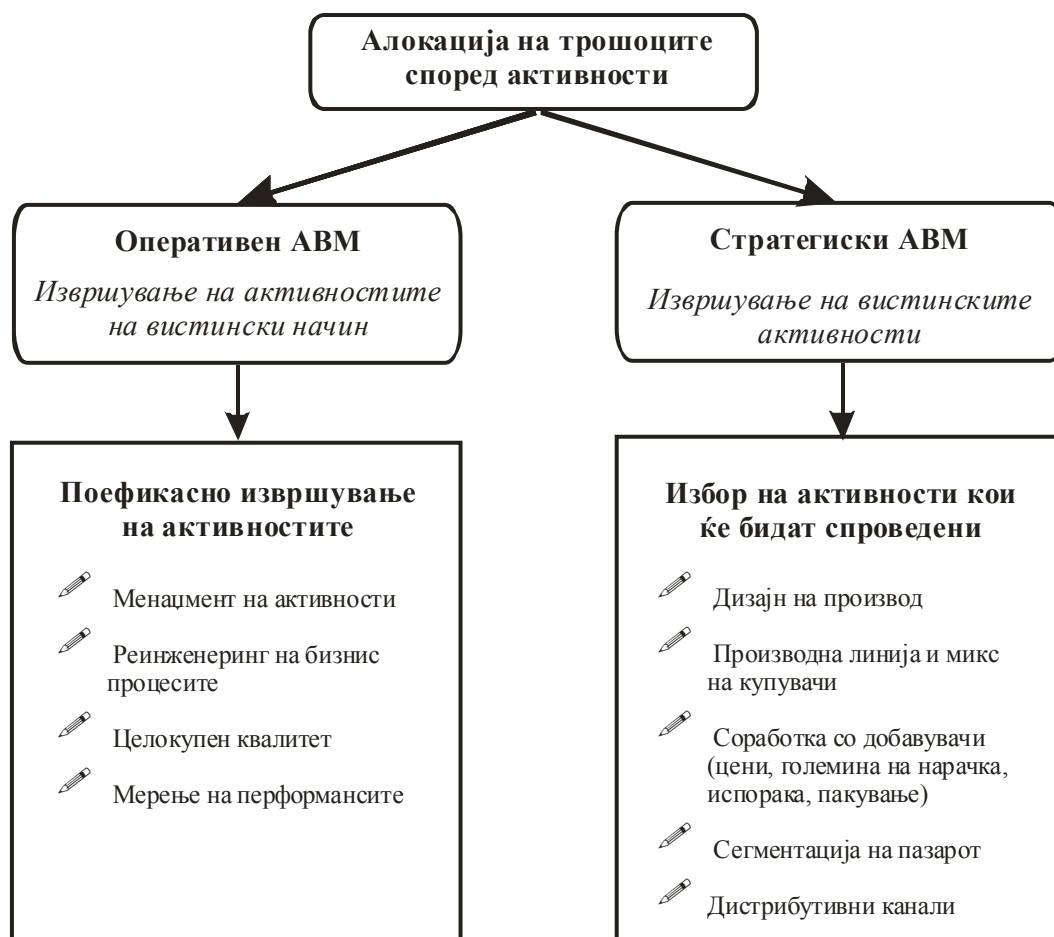 Алокација на трошоците
според активности
Оперативен ABM
Извршување на активностите
на вистински начин
Стратегиски ABM
Извршување на вистинските
активности
Поефикасно извршување
на активностите
Менаџмент на активности
Реинженеринг на бизнис
процесите
Целокупен квалитет
Мерење на перформансите
Избор на активности кои
ќе бидат спроведени
Дизајн на производ
Производна линија и микс
на купувачи
Соработка со добавувачи
(цени, големина на нарачка,
испорака, пакување)
Сегментација на пазарот
Дистрибутивни канали